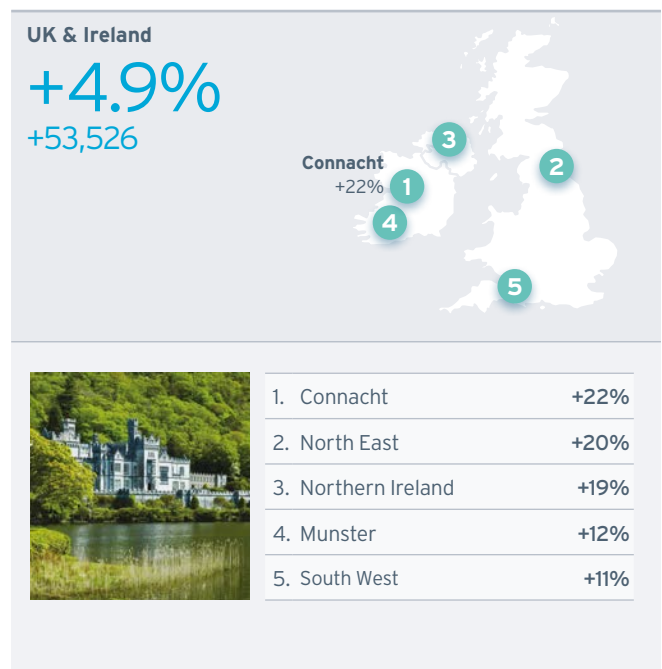 UK & Ireland
+4.9%
+53,526
3
Connacht
+22%
1
2
4
5
1. Connacht +22%
2. North East +20%
3. Northern Ireland +19%
4. Munster +12%
5. South West +11%